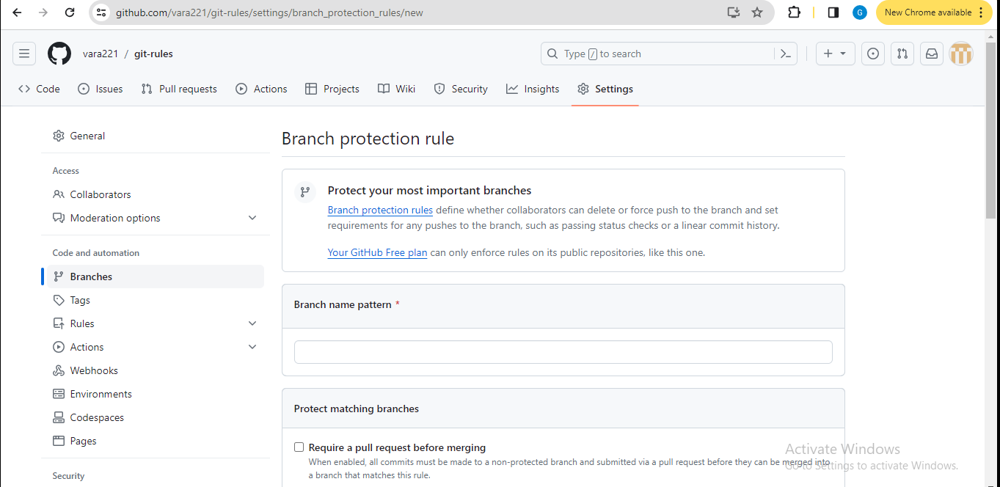 github.com/vara221/git-rules/settings/branch_protection_rules/new
G
New Chrome available
vara221 / git-rules
Type / to search
Code
Issues
Pull requests
Actions
Projects
Wiki
Security
Insights
Settings
General
Access
Collaborators
Moderation options
Code and automation
Branches
Tags
Rules
Actions
Webhooks
Environments
Codespaces
Pages
Security
Branch protection rule
Protect your most important branches
Branch protection rules define whether collaborators can delete or force push to the branch and set
requirements for any pushes to the branch, such as passing status checks or a linear commit history.
Your GitHub Free plan can only enforce rules on its public repositories, like this one.
Branch name pattern *
Protect matching branches
Require a pull request before merging
When enabled, all commits must be made to a non-protected branch and submitted via a pull request before they can be merged into
a branch that matches this rule.
Activate Windows
Go to Settings to activate Windows.